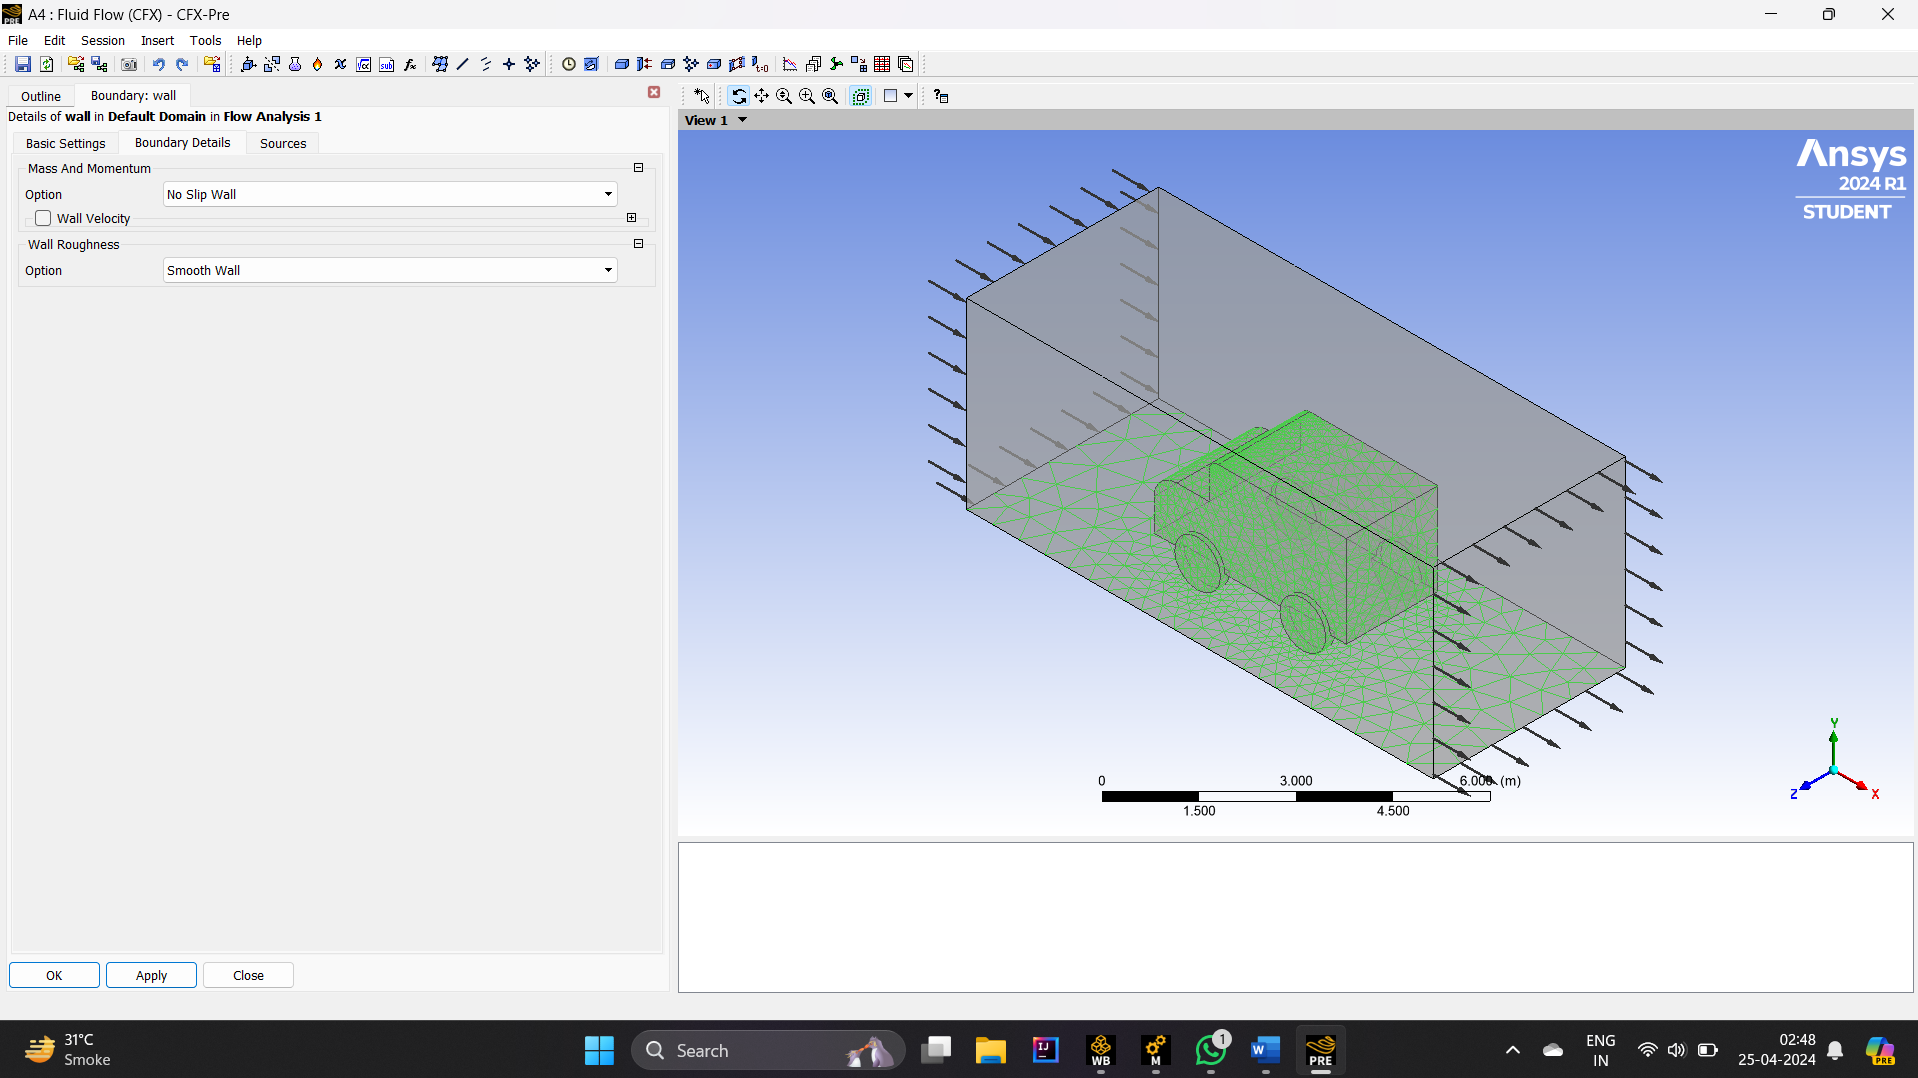 A4 : Fluid Flow (CFX) - CFX-Pre
File Edit Session Insert Tools Help
Outline
Boundary: wall
Details of wall in Default Domain in Flow Analysis 1
Basic Settings
Boundary Details
Sources
Mass And Momentum
Option
No Slip Wall
Wall Velocity
Wall Roughness
Option
Smooth Wall
OK
Apply
Close
View 1
Ansys
2024 R1
STUDENT
0
3.000
6.000 (m)
1.500
4.500
Y
Z
X
31°C
Smoke
Search
IJ
WB
M
1
W
PRE
ENG
IN
02:48
25-04-2024
PRE